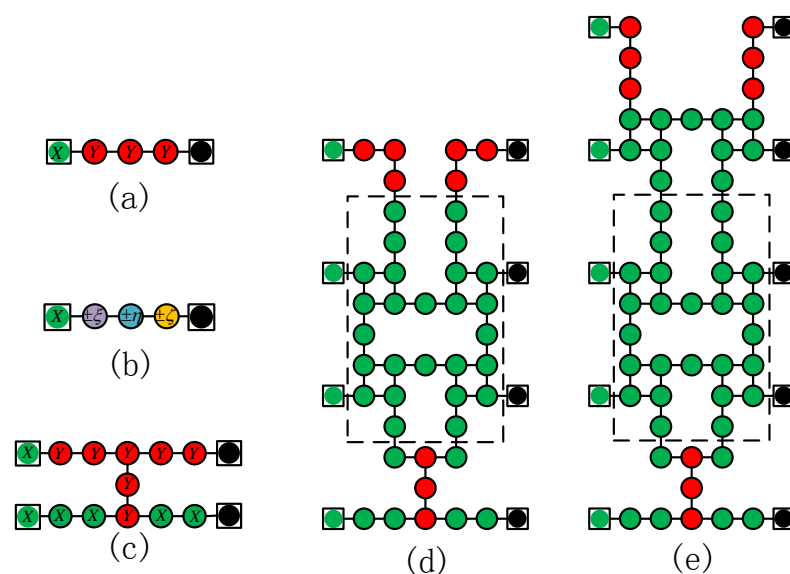 X Y Y Y
(a)
X ±ξ ±η ±ζ
(b)
X Y Y Y Y Y
Y
X X X Y X X
(c)
(d)
(e)